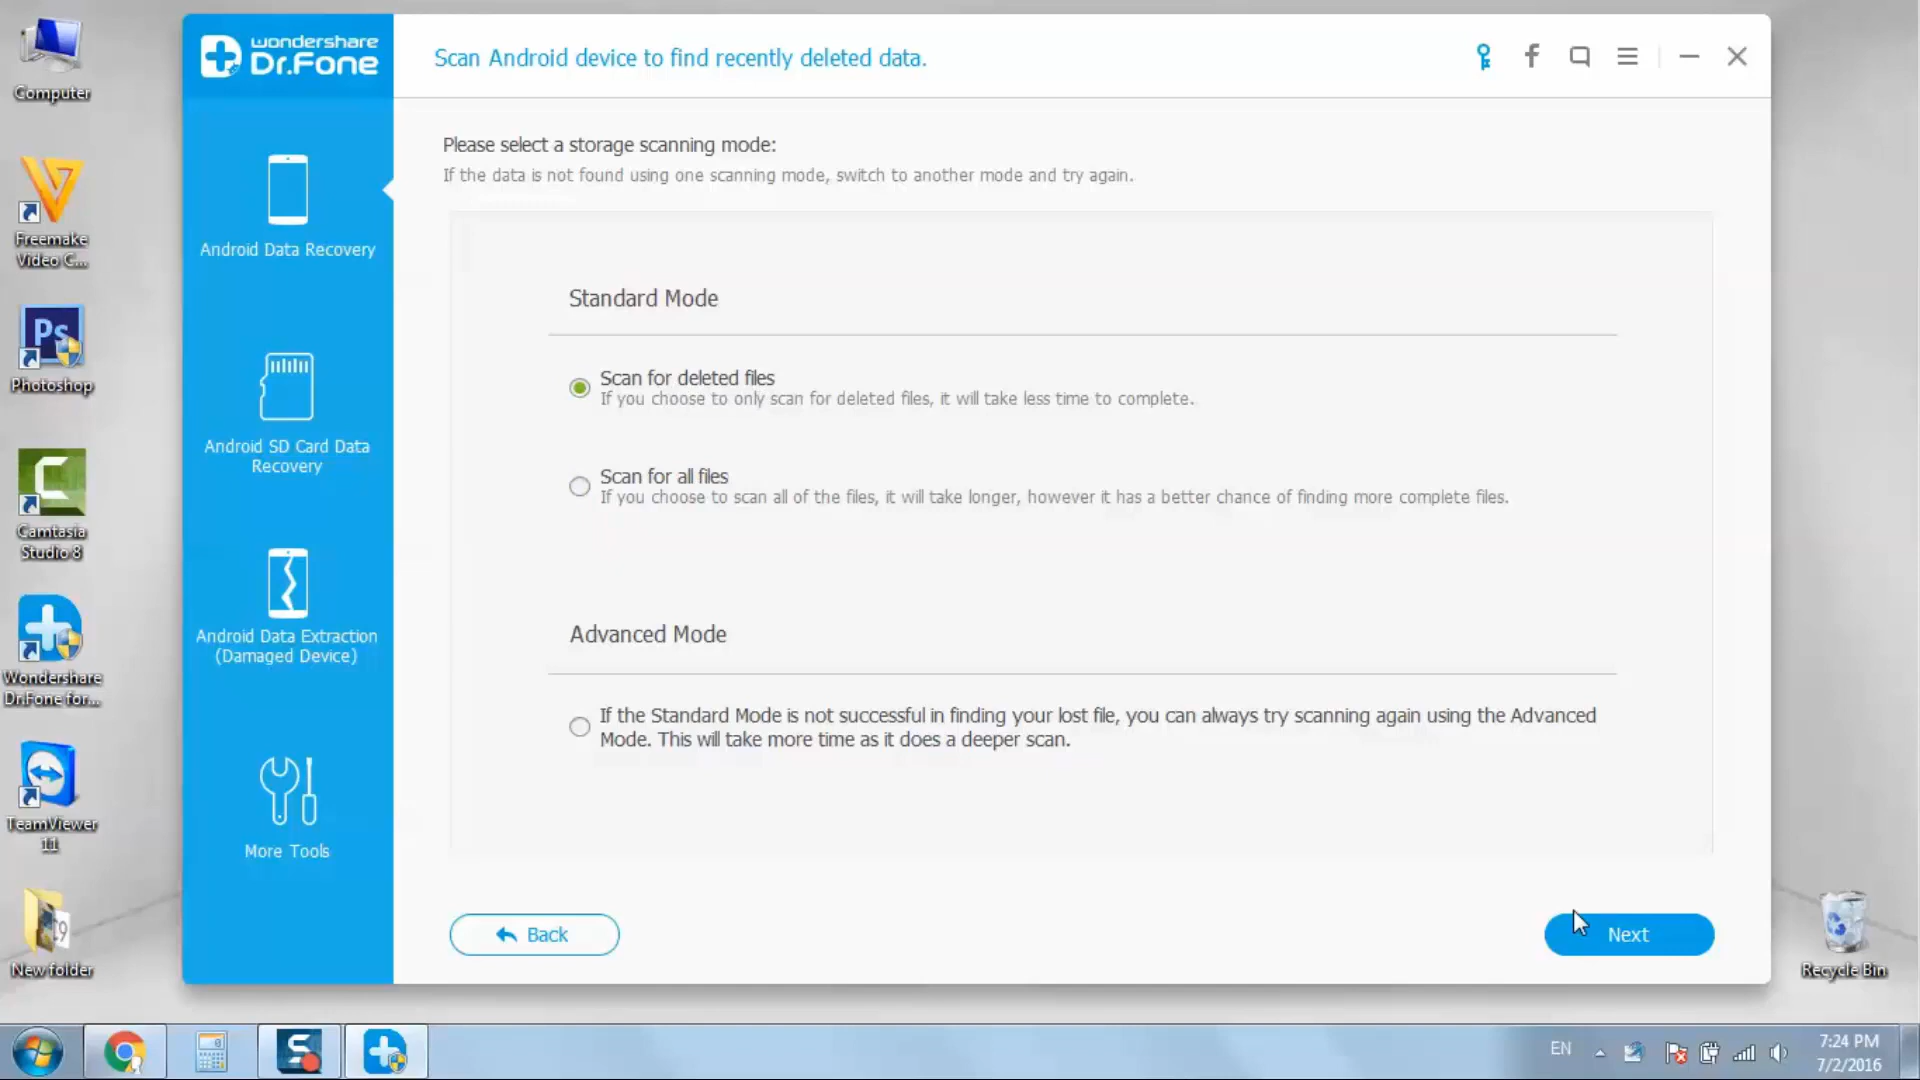 Computer
Freemake
Video C...
Ps
Photoshop
Camtasia
Studio 8
Wondershare
Dr.Fone for...
TeamViewer
11
New folder
wondershare
Dr.Fone
Android Data Recovery
Android SD Card Data
Recovery
Android Data Extraction
(Damaged Device)
More Tools
Scan Android device to find recently deleted data.
Please select a storage scanning mode:
If the data is not found using one scanning mode, switch to another mode and try again.
Standard Mode
Scan for deleted files
If you choose to only scan for deleted files, it will take less time to complete.
Scan for all files
If you choose to scan all of the files, it will take longer, however it has a better chance of finding more complete files.
Advanced Mode
If the Standard Mode is not successful in finding your lost file, you can always try scanning again using the Advanced
Mode. This will take more time as it does a deeper scan.
Back
Next
Recycle Bin
EN
7:24 PM
7/2/2016